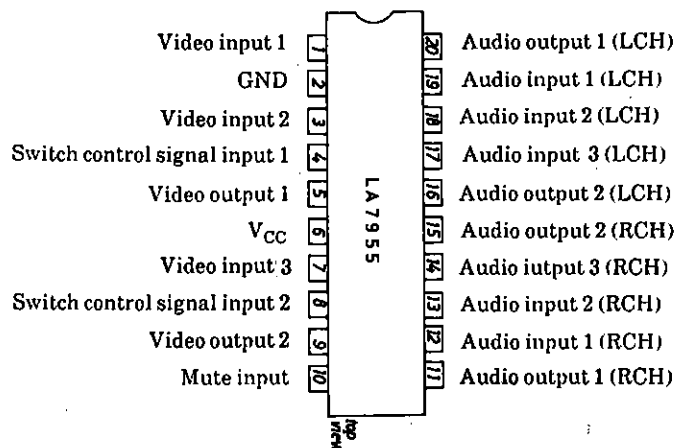 Video input 1
GND
Video input 2
Switch control signal input 1
Video output 1
VCC
Video input 3
Switch control signal input 2
Video output 2
Mute input
1
2
3
4
5
6
7
8
9
10
LA7955
20
19
18
17
16
15
14
13
12
11
Audio output 1 (LCH)
Audio input 1 (LCH)
Audio input 2 (LCH)
Audio input 3 (LCH)
Audio output 2 (LCH)
Audio output 2 (RCH)
Audio iutput 3 (RCH)
Audio input 2 (RCH)
Audio input 1 (RCH)
Audio output 1 (RCH)
top
view